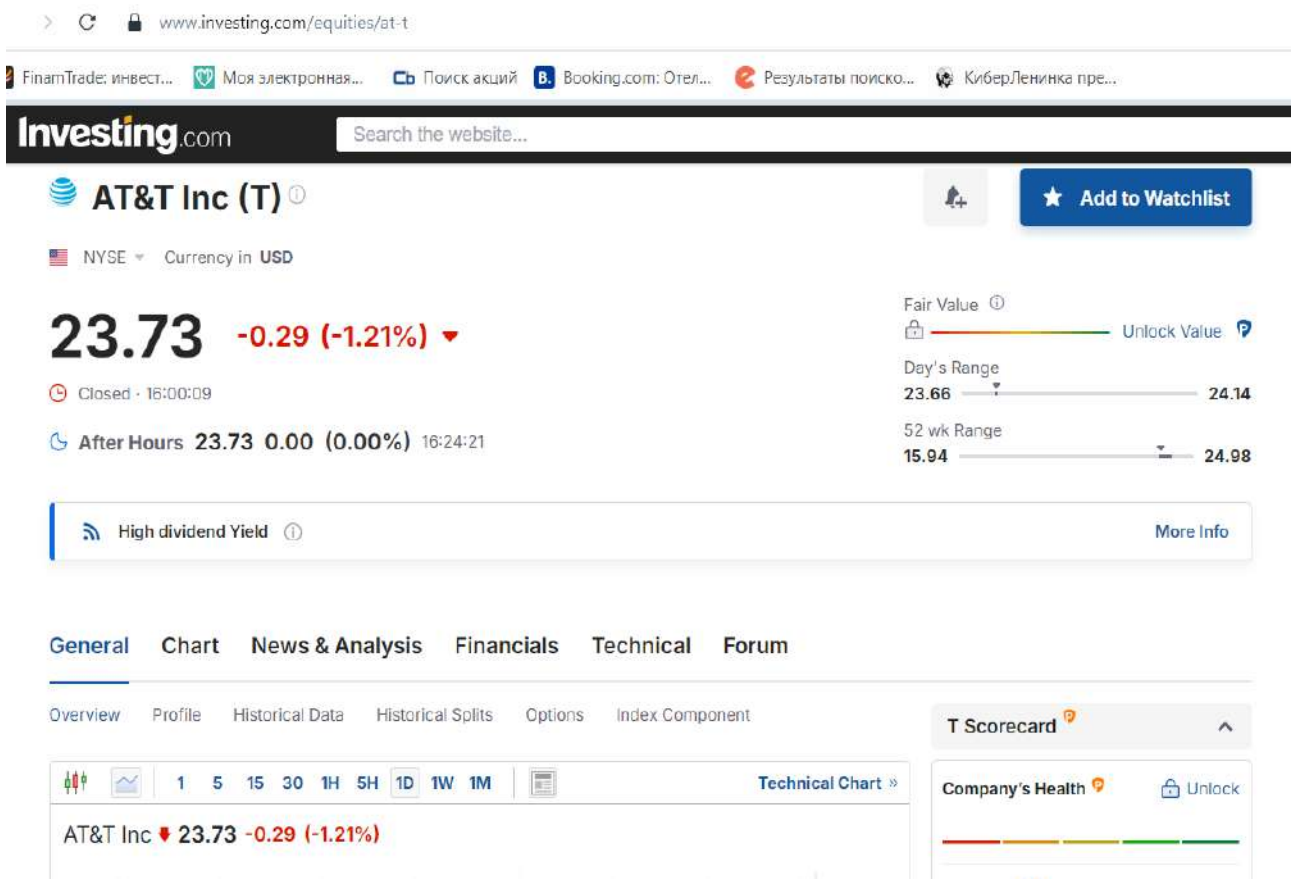 www.investing.com/equities/at-t
FinamTrade: инвест... Моя электронная... Сb Поиск акций B. Booking.com: Отел... Результаты поиско... КиберЛенинка пре...
Investing.com Search the website...
AT&T Inc (T)
Add to Watchlist
NYSE Currency in USD
23.73 -0.29 (-1.21%)
Closed · 16:00:09
After Hours 23.73 0.00 (0.00%) 16:24:21
Fair Value
Unlock Value
Day's Range
23.66 24.14
52 wk Range
15.94 24.98
High dividend Yield More Info
General Chart News & Analysis Financials Technical Forum
Overview Profile Historical Data Historical Splits Options Index Component
1 5 15 30 1H 5H 1D 1W 1M Technical Chart »
AT&T Inc 23.73 -0.29 (-1.21%)
T Scorecard
Company's Health Unlock